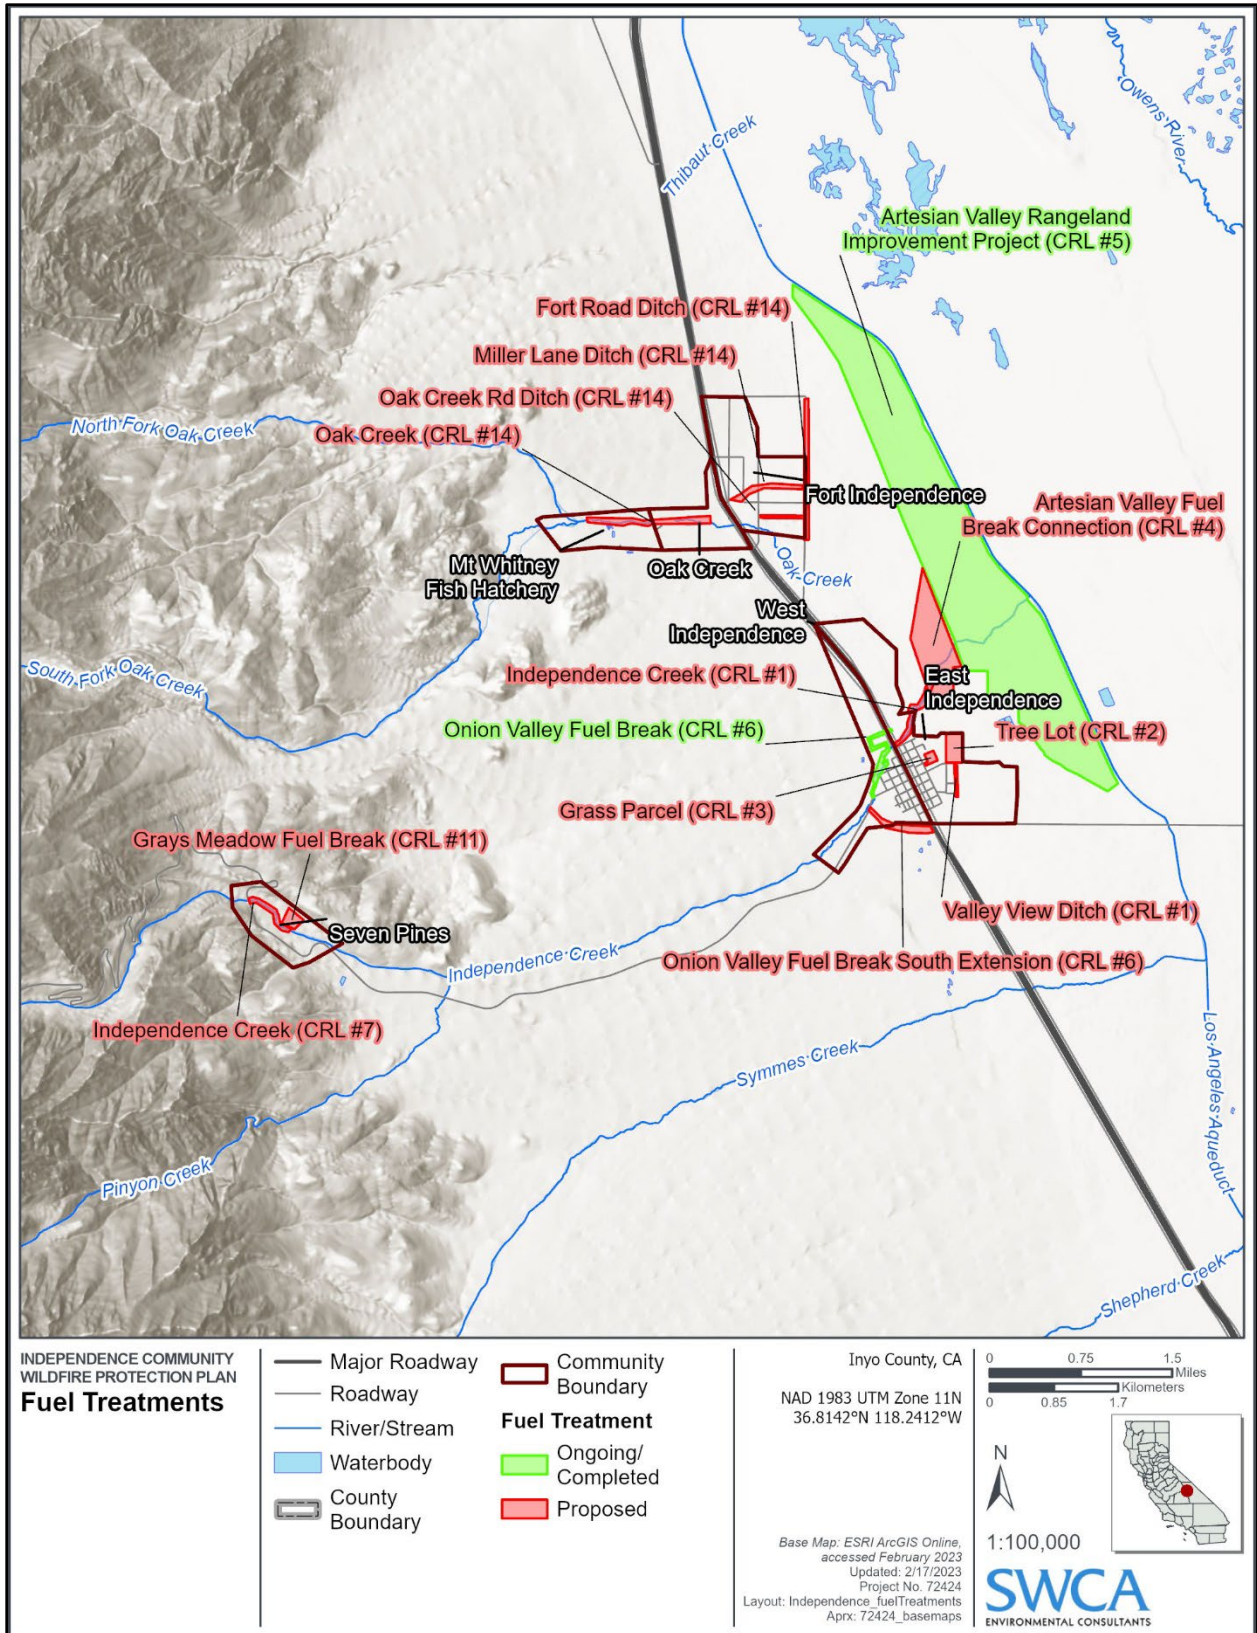 Thibaut Creek
Owens River
Artesian Valley Rangeland
Improvement Project (CRL #5)
Fort Road Ditch (CRL #14)
Miller Lane Ditch (CRL #14)
Oak Creek Rd Ditch (CRL #14)
North Fork Oak Creek
Oak Creek (CRL #14)
Fort Independence
Artesian Valley Fuel
Break Connection (CRL #4)
Mt Whitney
Fish Hatchery
Oak Creek
Oak Creek
West
Independence
South Fork Oak Creek
Independence Creek (CRL #1)
East
Independence
Onion Valley Fuel Break (CRL #6)
Tree Lot (CRL #2)
Grass Parcel (CRL #3)
Grays Meadow Fuel Break (CRL #11)
Seven Pines
Valley View Ditch (CRL #1)
Independence Creek
Onion Valley Fuel Break South Extension (CRL #6)
Independence Creek (CRL #7)
Symmes Creek
Los Angeles Aqueduct
Pinyon Creek
Shepherd Creek
INDEPENDENCE COMMUNITY
WILDFIRE PROTECTION PLAN
Fuel Treatments
Major Roadway
Roadway
River/Stream
Waterbody
County
Boundary
Community
Boundary
Fuel Treatment
Ongoing/
Completed
Proposed
Inyo County, CA
NAD 1983 UTM Zone 11N
36.8142°N 118.2412°W
Base Map: ESRI ArcGIS Online,
accessed February 2023
Updated: 2/17/2023
Project No. 72424
Layout: Independence_fuelTreatments
Aprx: 72424_basemaps
0 0.75 1.5
Miles
Kilometers
0 0.85 1.7
N
1:100,000
SWCA
ENVIRONMENTAL CONSULTANTS